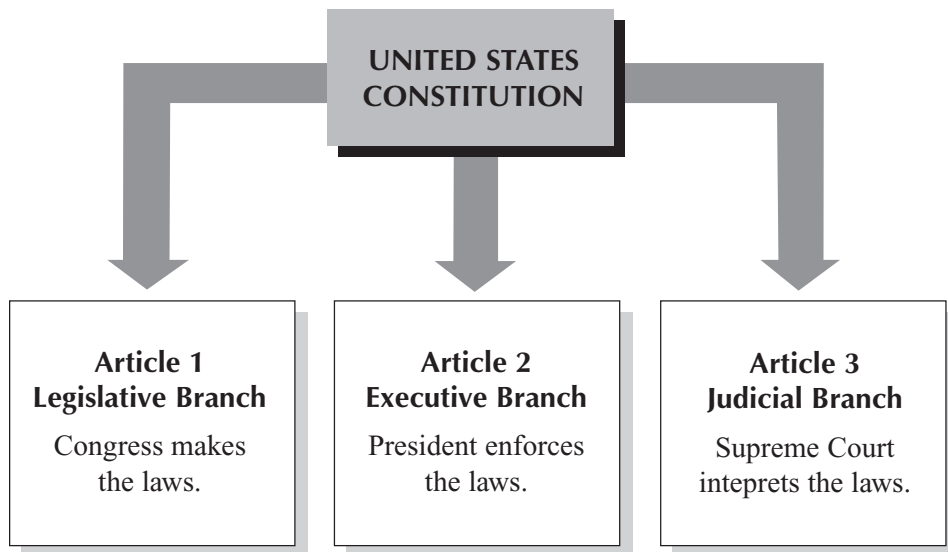 UNITED STATES
CONSTITUTION
Article 1
Legislative Branch
Congress makes
the laws.
Article 2
Executive Branch
President enforces
the laws.
Article 3
Judicial Branch
Supreme Court
inteprets the laws.